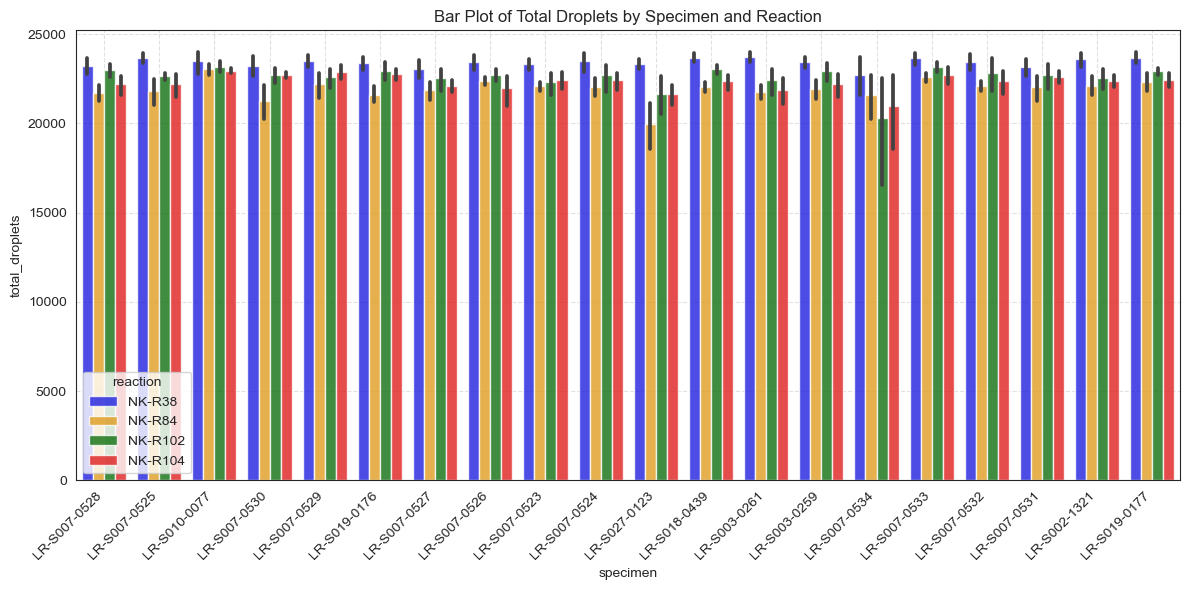 Bar Plot of Total Droplets by Specimen and Reaction
total_droplets
25000
20000
15000
10000
5000
0
reaction
NK-R38
NK-R84
NK-R102
NK-R104
LR-S007-0528
LR-S007-0525
LR-S010-0077
LR-S007-0530
LR-S007-0529
LR-S019-0176
LR-S007-0527
LR-S007-0526
LR-S007-0523
LR-S007-0524
LR-S027-0123
LR-S018-0439
LR-S003-0261
LR-S003-0259
LR-S007-0534
LR-S007-0533
LR-S007-0532
LR-S007-0531
LR-S002-1321
LR-S019-0177
specimen